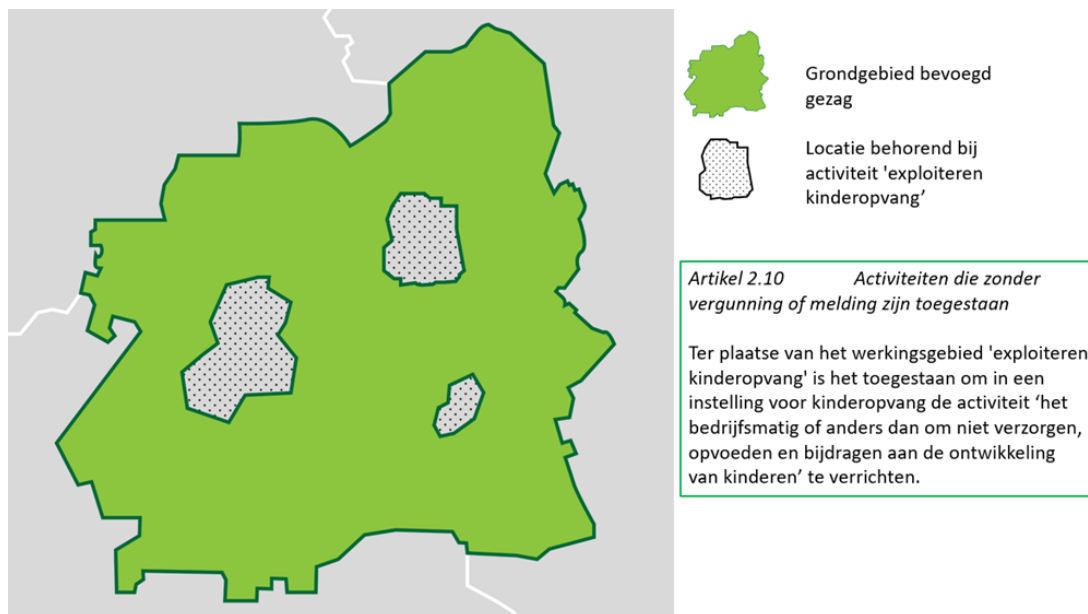 Grondgebied bevoegd
gezag
Locatie behorend bij
activiteit 'exploiteren
kinderopvang’
Artikel 2.10 Activiteiten die zonder
vergunning of melding zijn toegestaan
Ter plaatse van het werkingsgebied 'exploiteren
kinderopvang' is het toegestaan om in een
instelling voor kinderopvang de activiteit ‘het
bedrijfsmatig of anders dan om niet verzorgen,
opvoeden en bijdragen aan de ontwikkeling
van kinderen’ te verrichten.